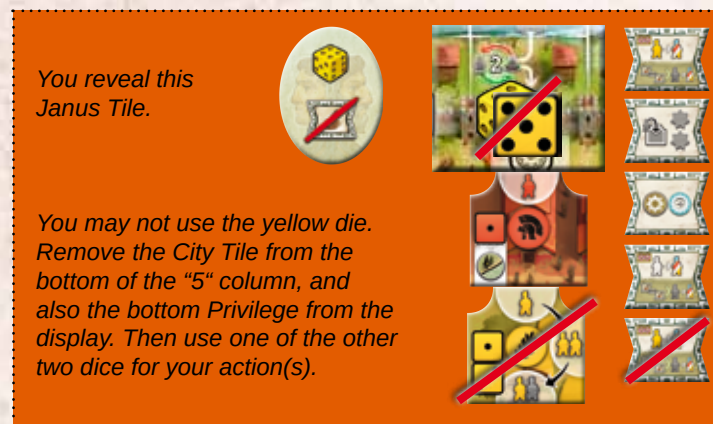 You reveal this
Janus Tile.
2
You may not use the yellow die.
Remove the City Tile from the
bottom of the “5“ column, and
also the bottom Privilege from the
display. Then use one of the other
two dice for your action(s).